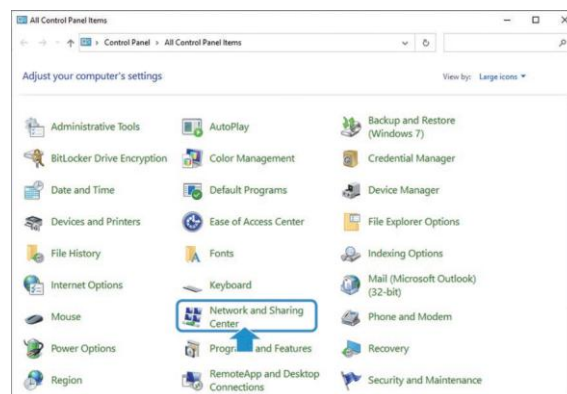 All Control Panel Items
Control Panel > All Control Panel Items
Adjust your computer's settings
View by: Large icons
Administrative Tools
AutoPlay
Backup and Restore
(Windows 7)
BitLocker Drive Encryption
Color Management
Credential Manager
Date and Time
Default Programs
Device Manager
Devices and Printers
Ease of Access Center
File Explorer Options
File History
Fonts
Indexing Options
Internet Options
Keyboard
Mail (Microsoft Outlook)
(32-bit)
Mouse
Network and Sharing
Center
Phone and Modem
Power Options
and Features
Recovery
Region
RemoteApp and Desktop
Connections
Security and Maintenance